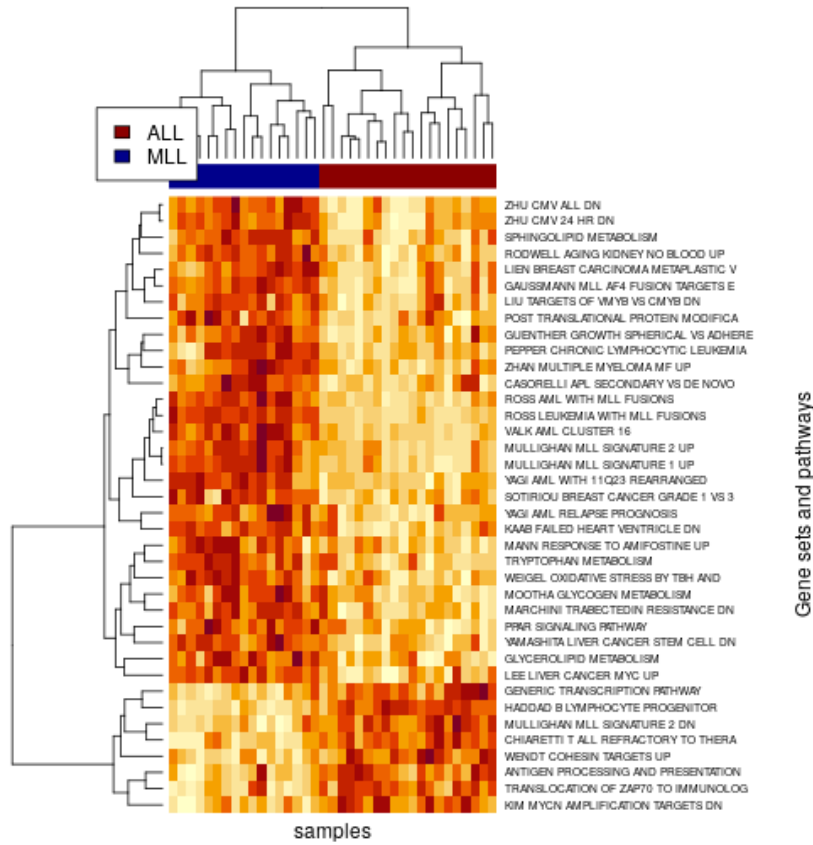 ALL
MLL
ZHU CMV ALL DN
ZHU CMV 24 HR DN
SPHINGOLIPID METABOLISM
RODWELL AGING KIDNEY NO BLOOD UP
LIEN BREAST CARCINOMA METAPLASTIC V
GAUSSMANN MLL AF4 FUSION TARGETS E
LIU TARGETS OF VMYB VS CMYB DN
POST TRANSLATIONAL PROTEIN MODIFICA
GUENTHER GROWTH SPHERICAL VS ADHERE
PEPPER CHRONIC LYMPHOCYTIC LEUKEMIA
ZHAN MULTIPLE MYELOMA MF UP
CASORELLI APL SECONDARY VS DE NOVO
ROSS AML WITH MLL FUSIONS
ROSS LEUKEMIA WITH MLL FUSIONS
VALK AML CLUSTER 16
MULLIGHAN MLL SIGNATURE 2 UP
MULLIGHAN MLL SIGNATURE 1 UP
YAGI AML WITH 11Q23 REARRANGED
SOTIRIOU BREAST CANCER GRADE 1 VS 3
YAGI AML RELAPSE PROGNOSIS
KAAB FAILED HEART VENTRICLE DN
MANN RESPONSE TO AMIFOSTINE UP
TRYPTOPHAN METABOLISM
WEIGEL OXIDATIVE STRESS BY TBH AND
MOOTHA GLYCOGEN METABOLISM
MARCHINI TRABECTEDIN RESISTANCE DN
PPAR SIGNALING PATHWAY
YAMASHITA LIVER CANCER STEM CELL DN
GLYCEROLIPID METABOLISM
LEE LIVER CANCER MYC UP
GENERIC TRANSCRIPTION PATHWAY
HADDAD B LYMPHOCYTE PROGENITOR
MULLIGHAN MLL SIGNATURE 2 DN
CHIARETTI T ALL REFRACTORY TO THERA
WENDT COHESIN TARGETS UP
ANTIGEN PROCESSING AND PRESENTATION
TRANSLOCATION OF ZAP70 TO IMMUNOLOG
KIM MYCN AMPLIFICATION TARGETS DN
samples
Gene sets and pathways